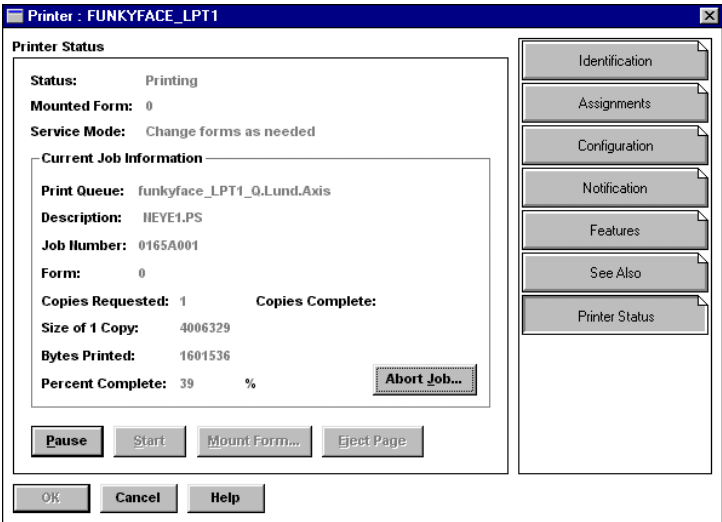 Printer : FUNKYFACE_LPT1
Printer Status
Status: Printing
Mounted Form: 0
Service Mode: Change forms as needed
Current Job Information
Print Queue: funkyface_LPT1_Q.Lund.Axis
Description: NEYE1.PS
Job Number: 0165A001
Form: 0
Copies Requested: 1 Copies Complete:
Size of 1 Copy: 4006329
Bytes Printed: 1601536
Percent Complete: 39 %
Abort Job...
Pause Start Mount Form... Eject Page
OK Cancel Help
Identification
Assignments
Configuration
Notification
Features
See Also
Printer Status